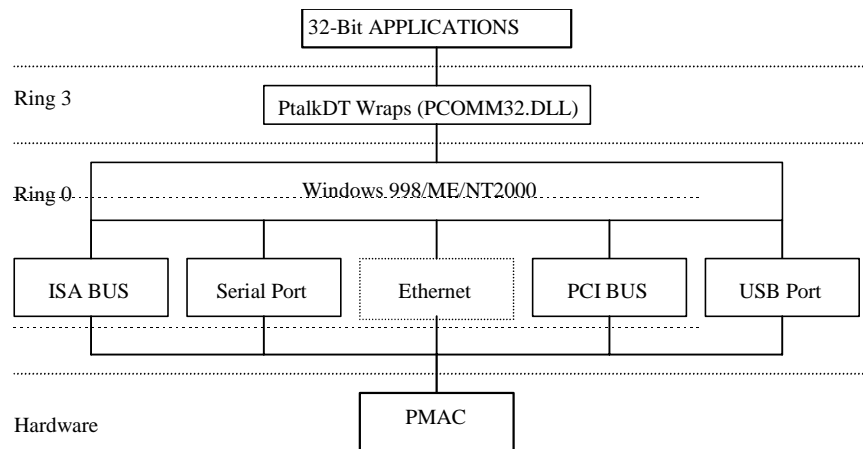 32-Bit APPLICATIONS
Ring 3
PtalkDT Wraps (PCOMM32.DLL)
Ring 0
Windows 998/ME/NT2000
ISA BUS
Serial Port
Ethernet
PCI BUS
USB Port
PMAC
Hardware